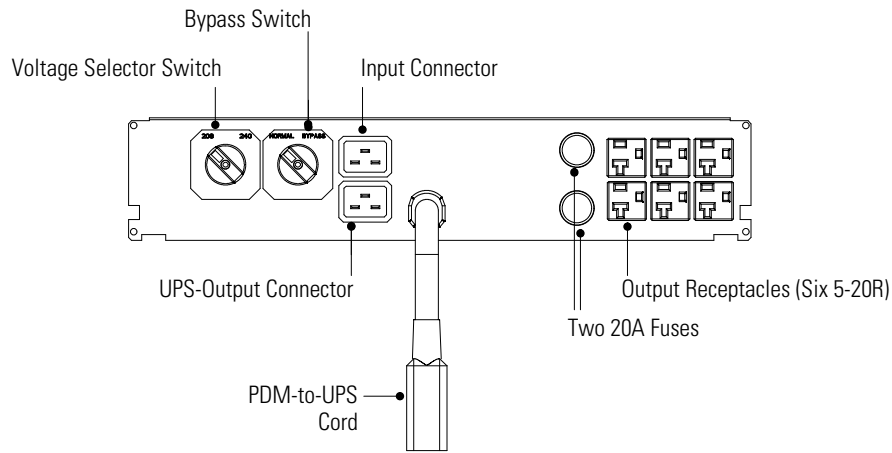 Bypass Switch
Voltage Selector Switch
Input Connector
208 240
NORMAL BYPASS
UPS-Output Connector
Output Receptacles (Six 5-20R)
Two 20A Fuses
PDM-to-UPS
Cord